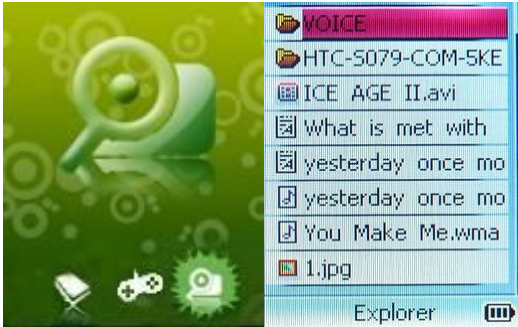 VOICE
HTC-S079-COM-5KE
ICE AGE II.avi
What is met with
yesterday once mo
yesterday once mo
You Make Me.wma
1.jpg
Explorer